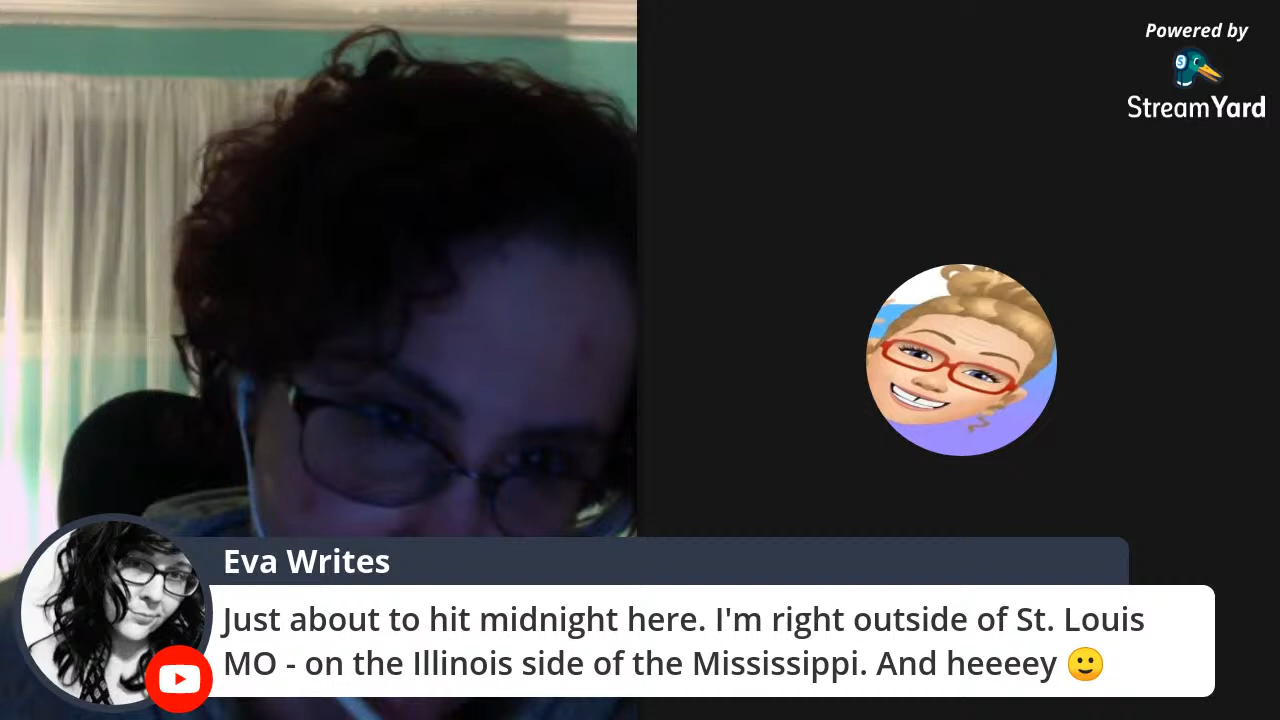 Powered by
StreamYard
Eva Writes
Just about to hit midnight here. I'm right outside of St. Louis
MO - on the Illinois side of the Mississippi. And heeeey 🙂